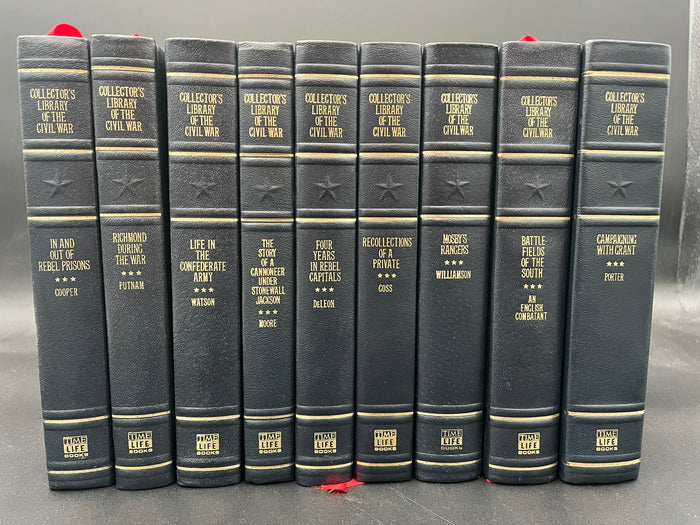 COLLECTOR'S
LIBRARY
OF THE
CIVIL WAR
IN AND
OUT OF
REBEL PRISONS
COOPER
TIME
LIFE
BOOKS
COLLECTOR'S
LIBRARY
OF THE
CIVIL WAR
RICHMOND
DURING
THE WAR
PUTNAM
TIME
LIFE
BOOKS
COLLECTOR'S
LIBRARY
OF THE
CIVIL WAR
LIFE IN
THE
CONFEDERATE
ARMY
WATSON
TIME
LIFE
BOOKS
COLLECTOR'S
LIBRARY
OF THE
CIVIL WAR
THE
STORY
OF A
CANNONEER
UNDER
STONEWALL
JACKSON
MOORE
TIME
LIFE
BOOKS
COLLECTOR'S
LIBRARY
OF THE
CIVIL WAR
FOUR
YEARS
IN REBEL
CAPITALS
DeLEON
TIME
LIFE
BOOKS
COLLECTOR'S
LIBRARY
OF THE
CIVIL WAR
RECOLLECTIONS
OF A
PRIVATE
GOSS
TIME
LIFE
BOOKS
COLLECTOR'S
LIBRARY
OF THE
CIVIL WAR
MOSBY'S
RANGERS
WILLIAMSON
TIME
LIFE
BOOKS
COLLECTOR'S
LIBRARY
OF THE
CIVIL WAR
BATTLE
FIELDS
OF THE
SOUTH
AN
ENGLISH
COMBATANT
TIME
LIFE
BOOKS
COLLECTOR'S
LIBRARY
OF THE
CIVIL WAR
CAMPAIGNING
WITH GRANT
PORTER
TIME
LIFE
BOOKS